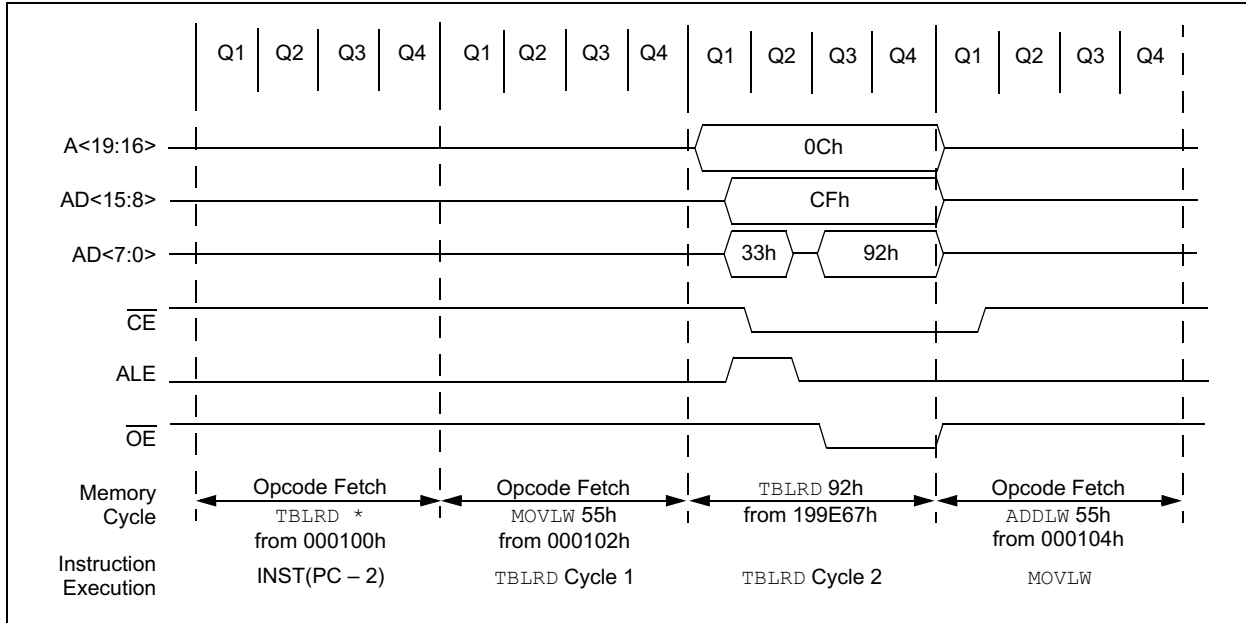 Q1 Q2 Q3 Q4 Q1 Q2 Q3 Q4 Q1 Q2 Q3 Q4 Q1 Q2 Q3 Q4
A<19:16> 0Ch
AD<15:8> CFh
AD<7:0> 33h 92h
CE
ALE
OE
Memory Cycle
Opcode Fetch
TBLRD *
from 000100h
Opcode Fetch
MOVLW 55h
from 000102h
TBLRD 92h
from 199E67h
Opcode Fetch
ADDLW 55h
from 000104h
Instruction Execution
INST(PC – 2)
TBLRD Cycle 1
TBLRD Cycle 2
MOVLW